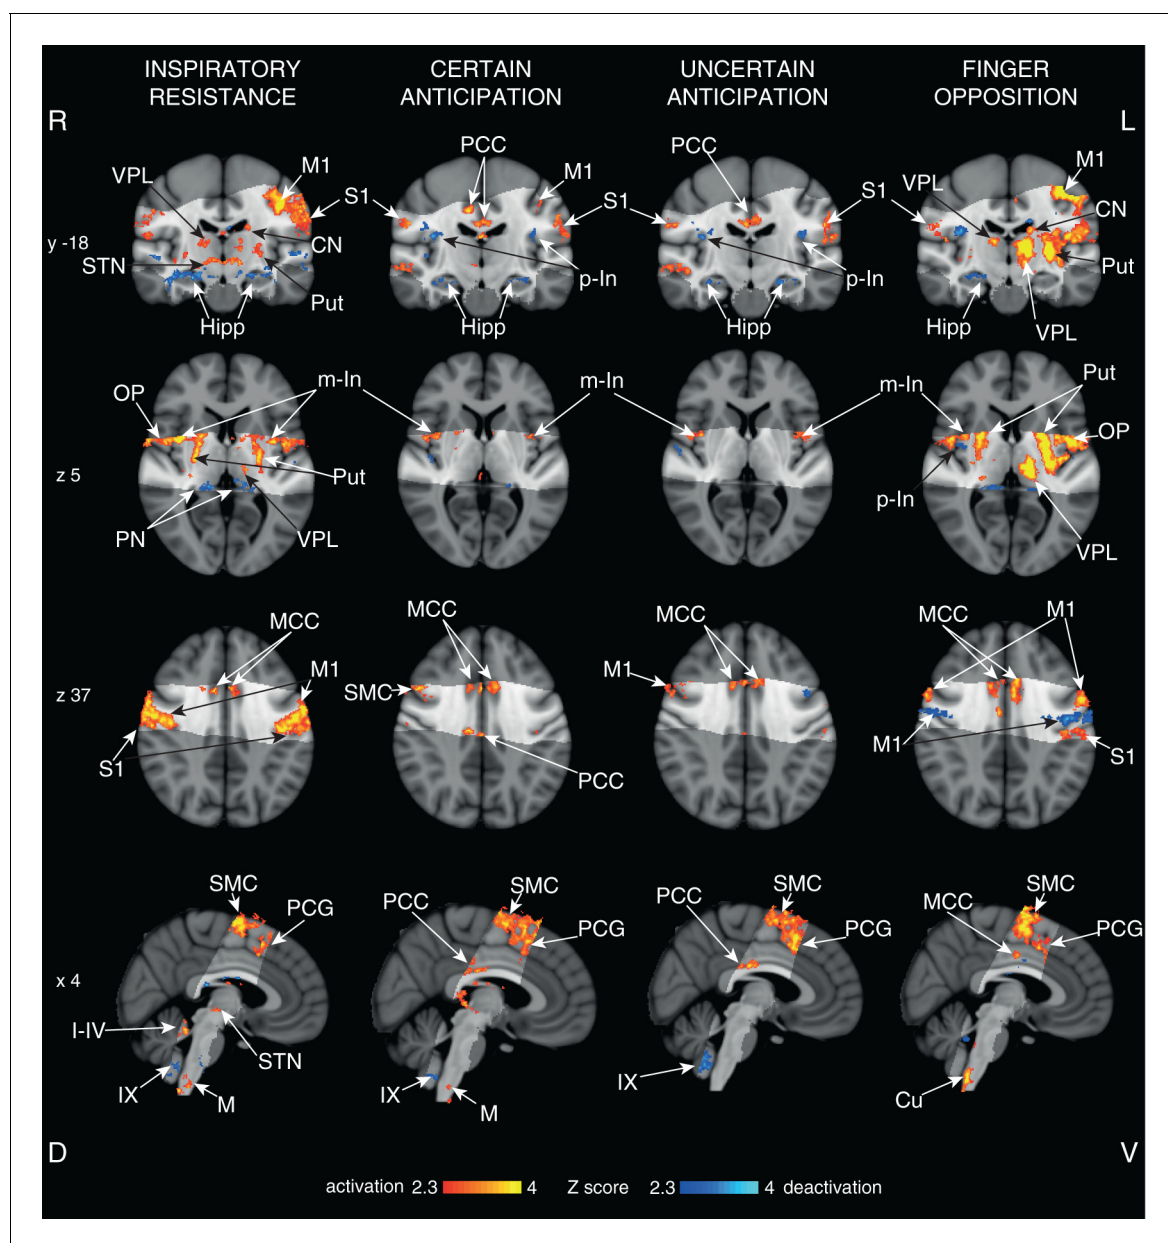 INSPIRATORY RESISTANCE
CERTAIN ANTICIPATION
UNCERTAIN ANTICIPATION
FINGER OPPOSITION
R
L
y -18
VPL
M1
S1
CN
STN
Put
Hipp
PCC
M1
S1
p-In
Hipp
PCC
S1
p-In
Hipp
M1
VPL
CN
Put
Hipp
VPL
z 5
OP
m-In
Put
PN
VPL
m-In
m-In
Put
OP
p-In
VPL
z 37
MCC
M1
S1
MCC
SMC
PCC
MCC
M1
MCC
M1
M1
S1
x 4
SMC
PCG
I-IV
STN
IX
M
PCC
SMC
PCG
IX
M
PCC
SMC
PCG
IX
MCC
SMC
PCG
Cu
D
V
activation 2.3 4 Z score 2.3 4 deactivation